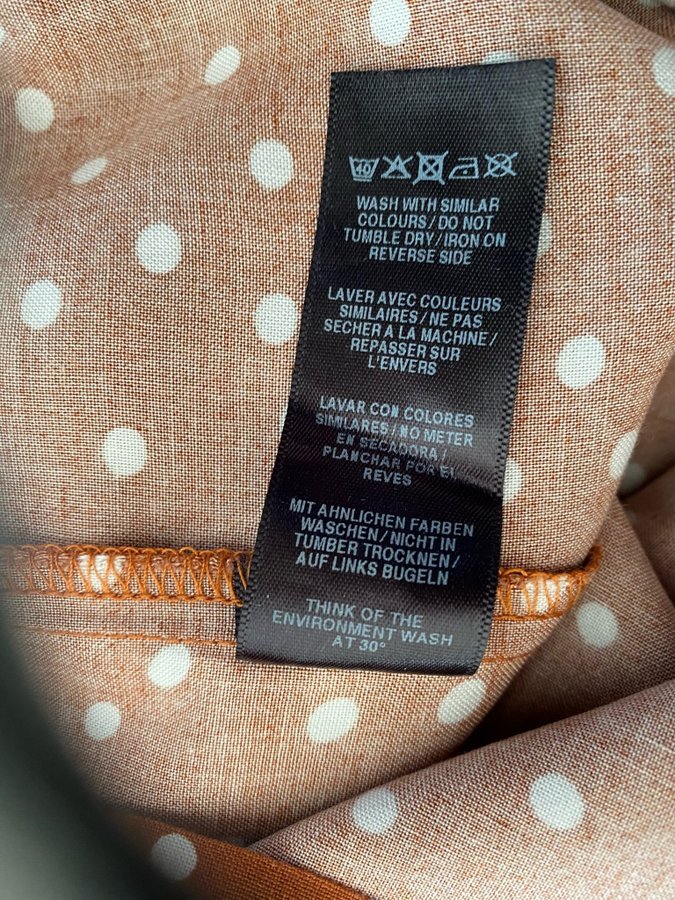 40
WASH WITH SIMILAR
COLOURS/DO NOT
TUMBLE DRY/IRON ON
REVERSE SIDE
LAVER AVEC COULEURS
SIMILAIRES/NE PAS
SECHER A LA MACHINE/
REPASSER SUR
L'ENVERS
LAVAR CON COLORES
SIMILARES/NO METER
EN SECADORA/
PLANCHAR POR EL
REVES
MIT AHNLICHEN FARBEN
WASCHEN/NICHT IN
TUMBER TROCKNEN/
AUF LINKS BUGELN
THINK OF THE
ENVIRONMENT WASH
AT 30°